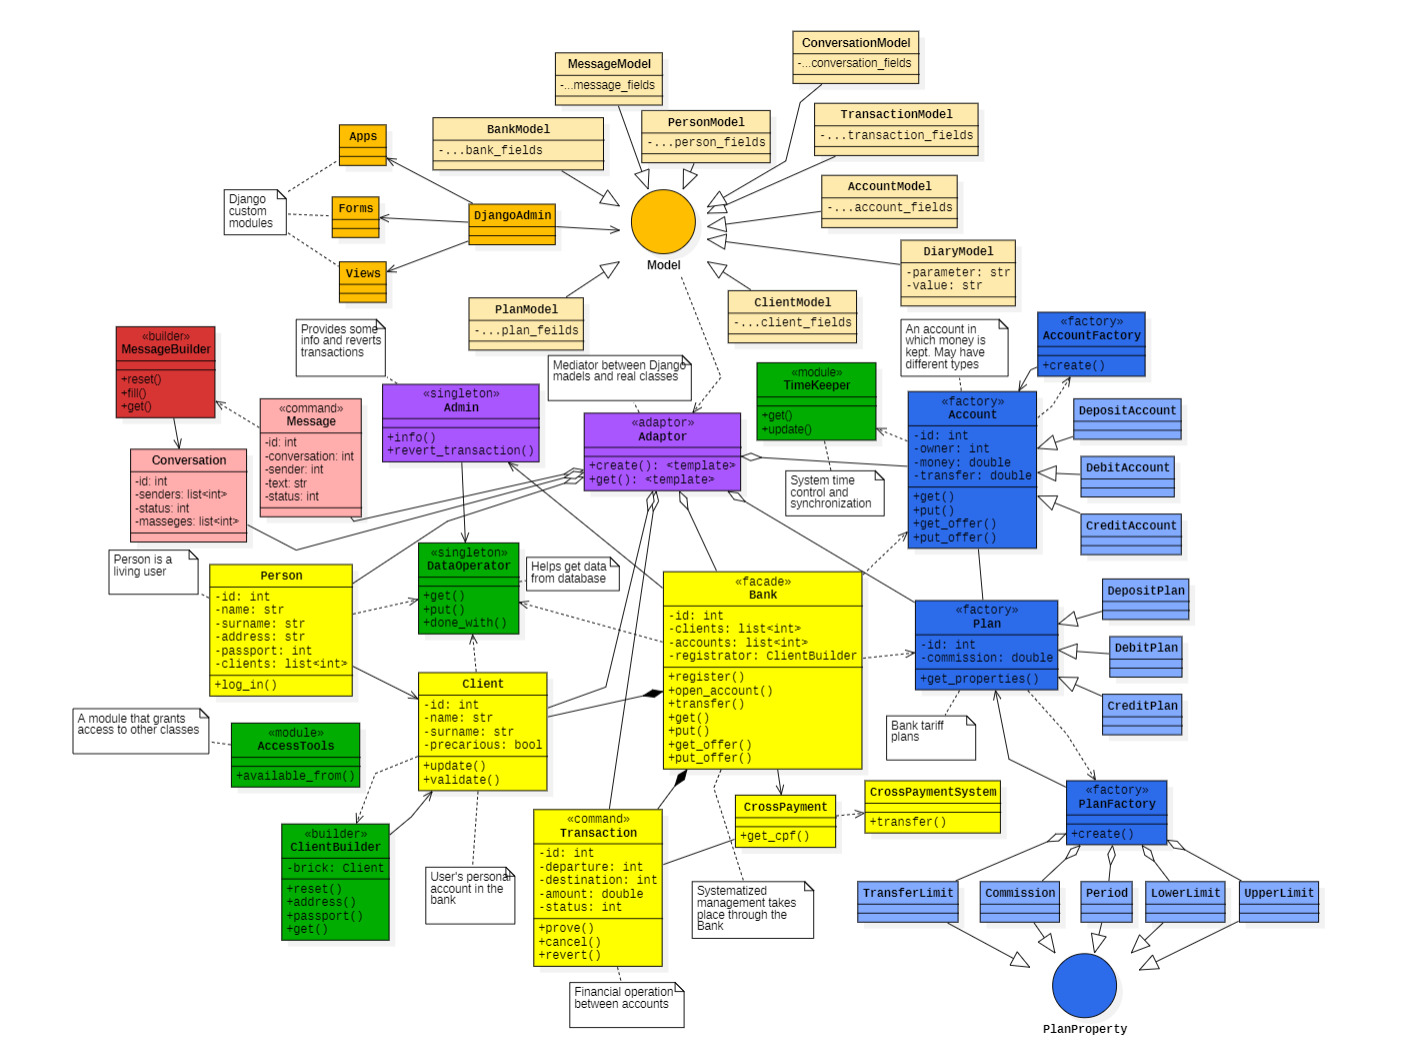 ConversationModel
-...conversation_fields
MessageModel
-...message_fields
TransactionModel
-...transaction_fields
PersonModel
-...person_fields
BankModel
-...bank_fields
Apps
AccountModel
-...account_fields
Django
custom
modules
Forms
DjangoAdmin
Views
Model
DiaryModel
-parameter: str
-value: str
PlanModel
-...plan_feilds
ClientModel
-...client_fields
«builder»
MessageBuilder
+reset()
+fill()
+get()
Provides some
info and reverts
transactions
An account in
which money is
kept. May have
different types
«factory»
AccountFactory
+create()
Mediator between Django
madels and real classes
«module»
TimeKeeper
+get()
+update()
«singleton»
Admin
+info()
+revert_transaction()
«command»
Message
-id: int
-conversation: int
-sender: int
-text: str
-status: int
«adaptor»
Adaptor
+create(): <template>
+get(): <template>
«factory»
Account
-id: int
-owner: int
-money: double
-transfer: double
+get()
+put()
+get_offer()
+put_offer()
DepositAccount
DebitAccount
CreditAccount
Conversation
-id: int
-senders: list<int>
-status: int
-masseges: list<int>
System time
control and
synchronization
Person is a
living user
Person
-id: int
-name: str
-surname: str
-address: str
-passport: int
-clients: list<int>
+log_in()
«singleton»
DataOperator
+get()
+put()
+done_with()
Helps get data
from database
«facade»
Bank
-id: int
-clients: list<int>
-accounts: list<int>
-registrator: ClientBuilder
+register()
+open_account()
+transfer()
+get()
+put()
+get_offer()
+put_offer()
«factory»
Plan
-id: int
-commission: double
+get_properties()
DepositPlan
DebitPlan
CreditPlan
Client
-id: int
-name: str
-surname: str
-precarious: bool
+update()
+validate()
A module that grants
access to other classes
«module»
AccessTools
+available_from()
Bank tariff
plans
«builder»
ClientBuilder
-brick: Client
+reset()
+address()
+passport()
+get()
«command»
Transaction
-id: int
-departure: int
-destination: int
-amount: double
-status: int
+prove()
+cancel()
+revert()
CrossPayment
+get_cpf()
CrossPaymentSystem
+transfer()
«factory»
PlanFactory
+create()
User's personal
account in the
bank
Systematized
management takes
place through the
Bank
TransferLimit
Commission
Period
LowerLimit
UpperLimit
Financial operation
between accounts
PlanProperty